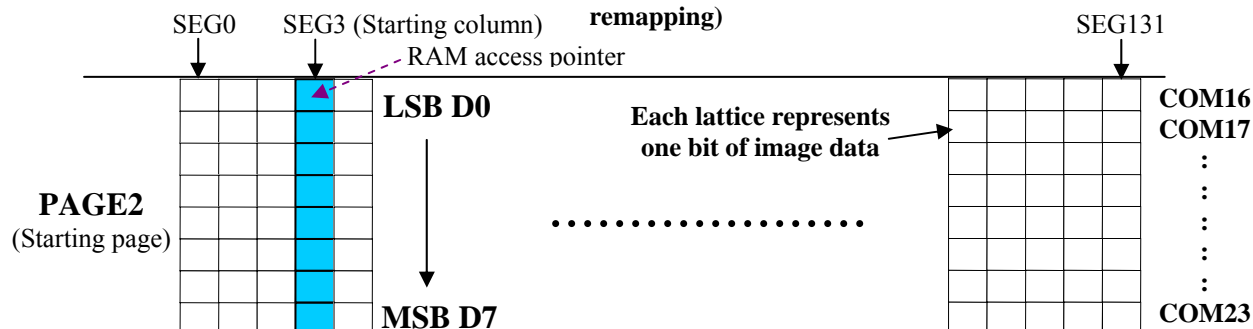 remapping)
SEG0 SEG3 (Starting column) SEG131
RAM access pointer
LSB D0
Each lattice represents
one bit of image data
COM16
COM17
:
:
:
:
:
PAGE2
(Starting page)
....................
MSB D7
COM23